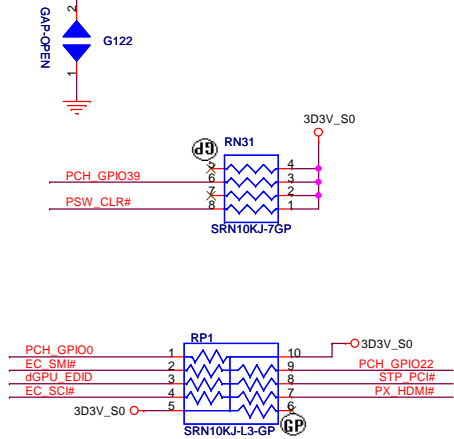 2
GAP-OPEN
G122
1
3D3V_S0
GP
RN31
5 4
PCH_GPIO39 6 3
7 2
PSW_CLR# 8 1
SRN10KJ-7GP
RP1
PCH_GPIO0 1 10 3D3V_S0
EC_SMI# 2 9 PCH_GPIO22
dGPU_EDID 3 8 STP_PCI#
EC_SCI# 4 7 PX_HDMI#
3D3V_S0 5 6
SRN10KJ-L3-GP GP